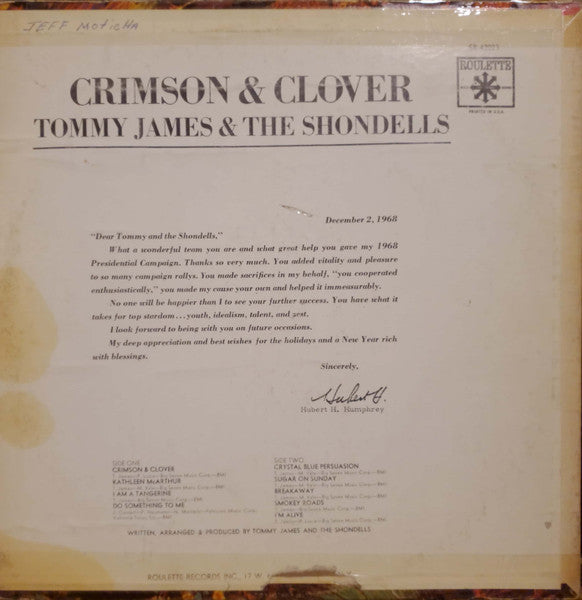 JEFF Moticha
SR 42023
ROULETTE
PRINTED IN U.S.A.
CRIMSON & CLOVER
TOMMY JAMES & THE SHONDELLS
December 2, 1968
"Dear Tommy and the Shondells,"
What a wonderful team you are and what great help you gave my 1968
Presidential Campaign. Thanks so very much. You added vitality and pleasure
to so many campaign rallys. You made sacrifices in my behalf, "you cooperated
enthusiastically," you made my cause your own and helped it immeasurably.
No one will be happier than I to see your further success. You have what it
takes for top stardom...youth, idealism, talent, and zest.
I look forward to being with you on future occasions.
My deep appreciation and best wishes for the holidays and a New Year rich
with blessings.
Sincerely,
Hubert H.
Hubert H. Humphrey
SIDE ONE
CRIMSON & CLOVER
KATHLEEN McARTHUR
I AM A TANGERINE
DO SOMETHING TO ME
SIDE TWO
CRYSTAL BLUE PERSUASION
SUGAR ON SUNDAY
BREAKAWAY
SMOKEY ROADS
I'M ALIVE
WRITTEN, ARRANGED & PRODUCED BY TOMMY JAMES AND THE SHONDELLS
ROULETTE RECORDS INC., 17 W.